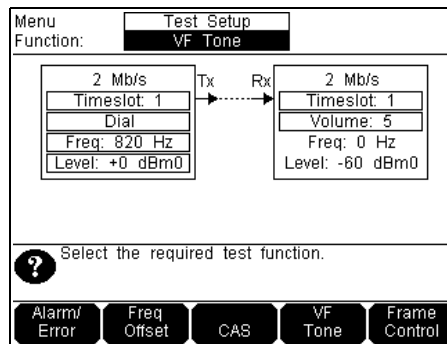 Menu Test Setup
Function: VF Tone
2 Mb/s
Timeslot: 1
Dial
Freq: 820 Hz
Level: +0 dBm0
Tx Rx
2 Mb/s
Timeslot: 1
Volume: 5
Freq: 0 Hz
Level: -60 dBm0
? Select the required test function.
Alarm/ Error
Freq Offset
CAS
VF Tone
Frame Control